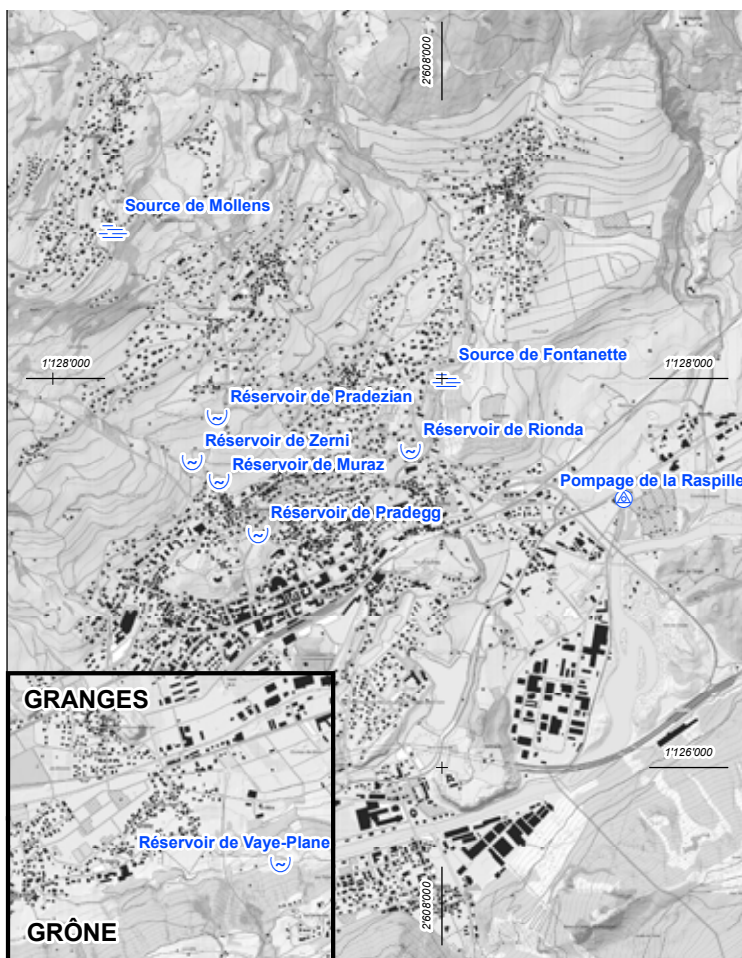 2'608'000
Source de Mollens
Source de Fontanette
1'128'000
1'128'000
Réservoir de Pradezian
Réservoir de Rionda
Réservoir de Zerni
Réservoir de Muraz
Pompage de la Raspille
Réservoir de Pradegg
GRANGES
1'126'000
Réservoir de Vaye-Plane
2'608'000
GRÔNE